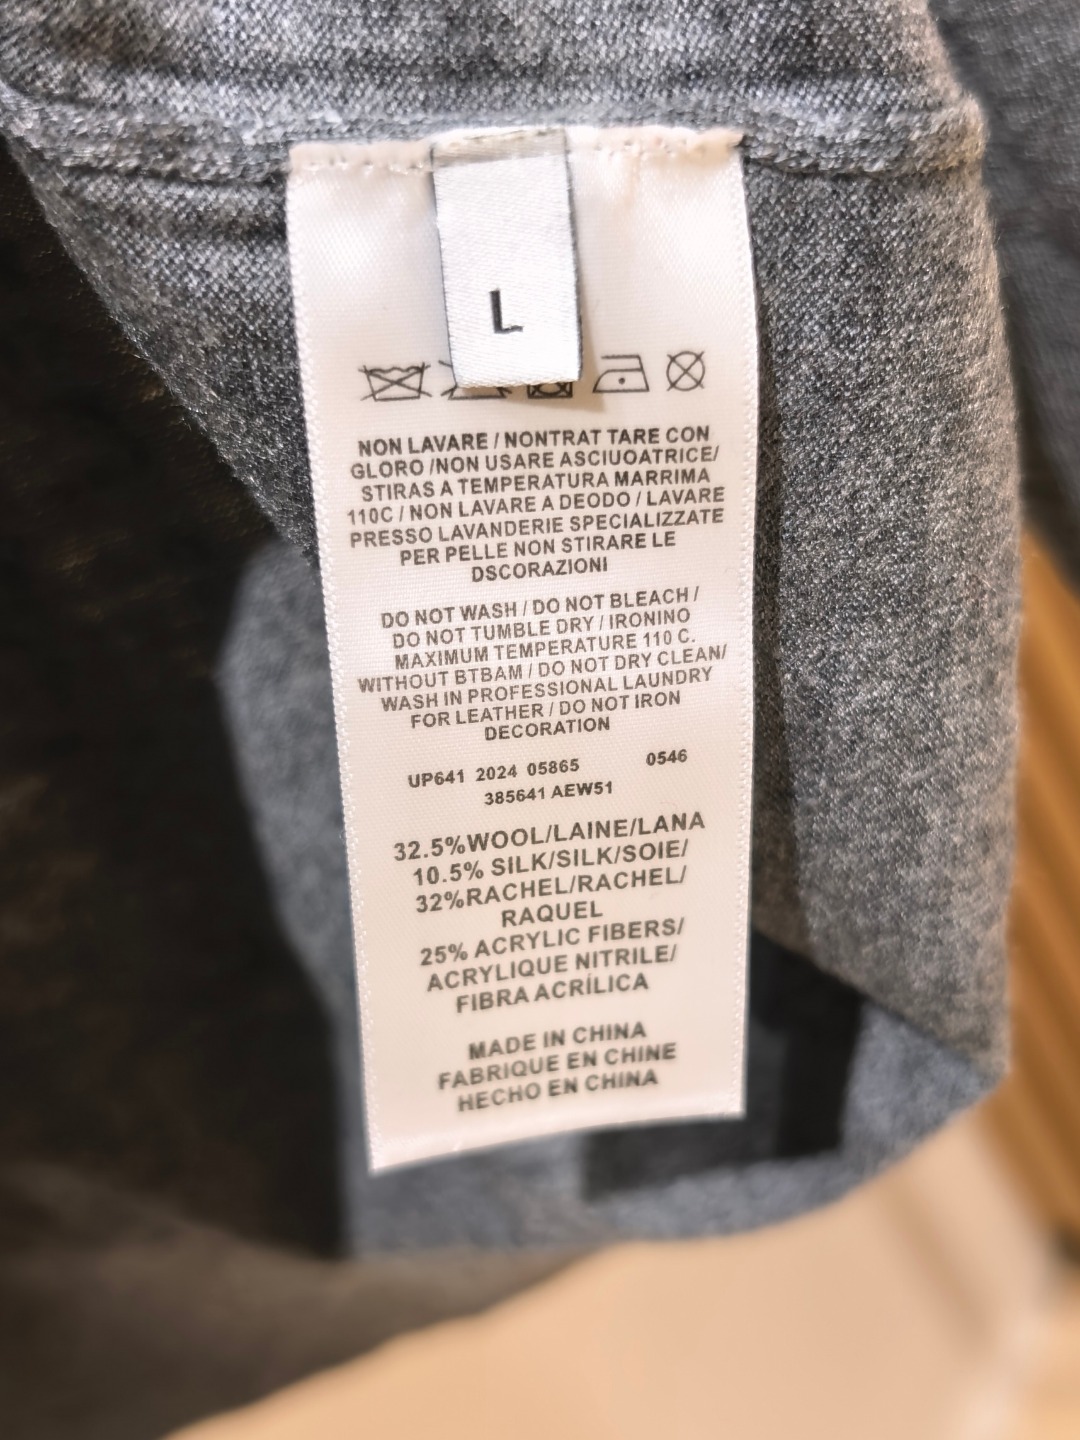 L
NON LAVARE / NONTRAT TARE CON
GLORO /NON USARE ASCIUOATRICE/
STIRAS A TEMPERATURA MARRIMA
110C / NON LAVARE A DEODO / LAVARE
PRESSO LAVANDERIE SPECIALIZZATE
PER PELLE NON STIRARE LE
DSCORAZIONI
DO NOT WASH / DO NOT BLEACH /
DO NOT TUMBLE DRY / IRONINO
MAXIMUM TEMPERATURE 110 C.
WITHOUT BTBAM / DO NOT DRY CLEAN/
WASH IN PROFESSIONAL LAUNDRY
FOR LEATHER / DO NOT IRON
DECORATION
UP641 2024 05865 0546
385641 AEW51
32.5%WOOL/LAINE/LANA
10.5% SILK/SILK/SOIE/
32%RACHEL/RACHEL/
RAQUEL
25% ACRYLIC FIBERS/
ACRYLIQUE NITRILE/
FIBRA ACRÍLICA
MADE IN CHINA
FABRIQUE EN CHINE
HECHO EN CHINA